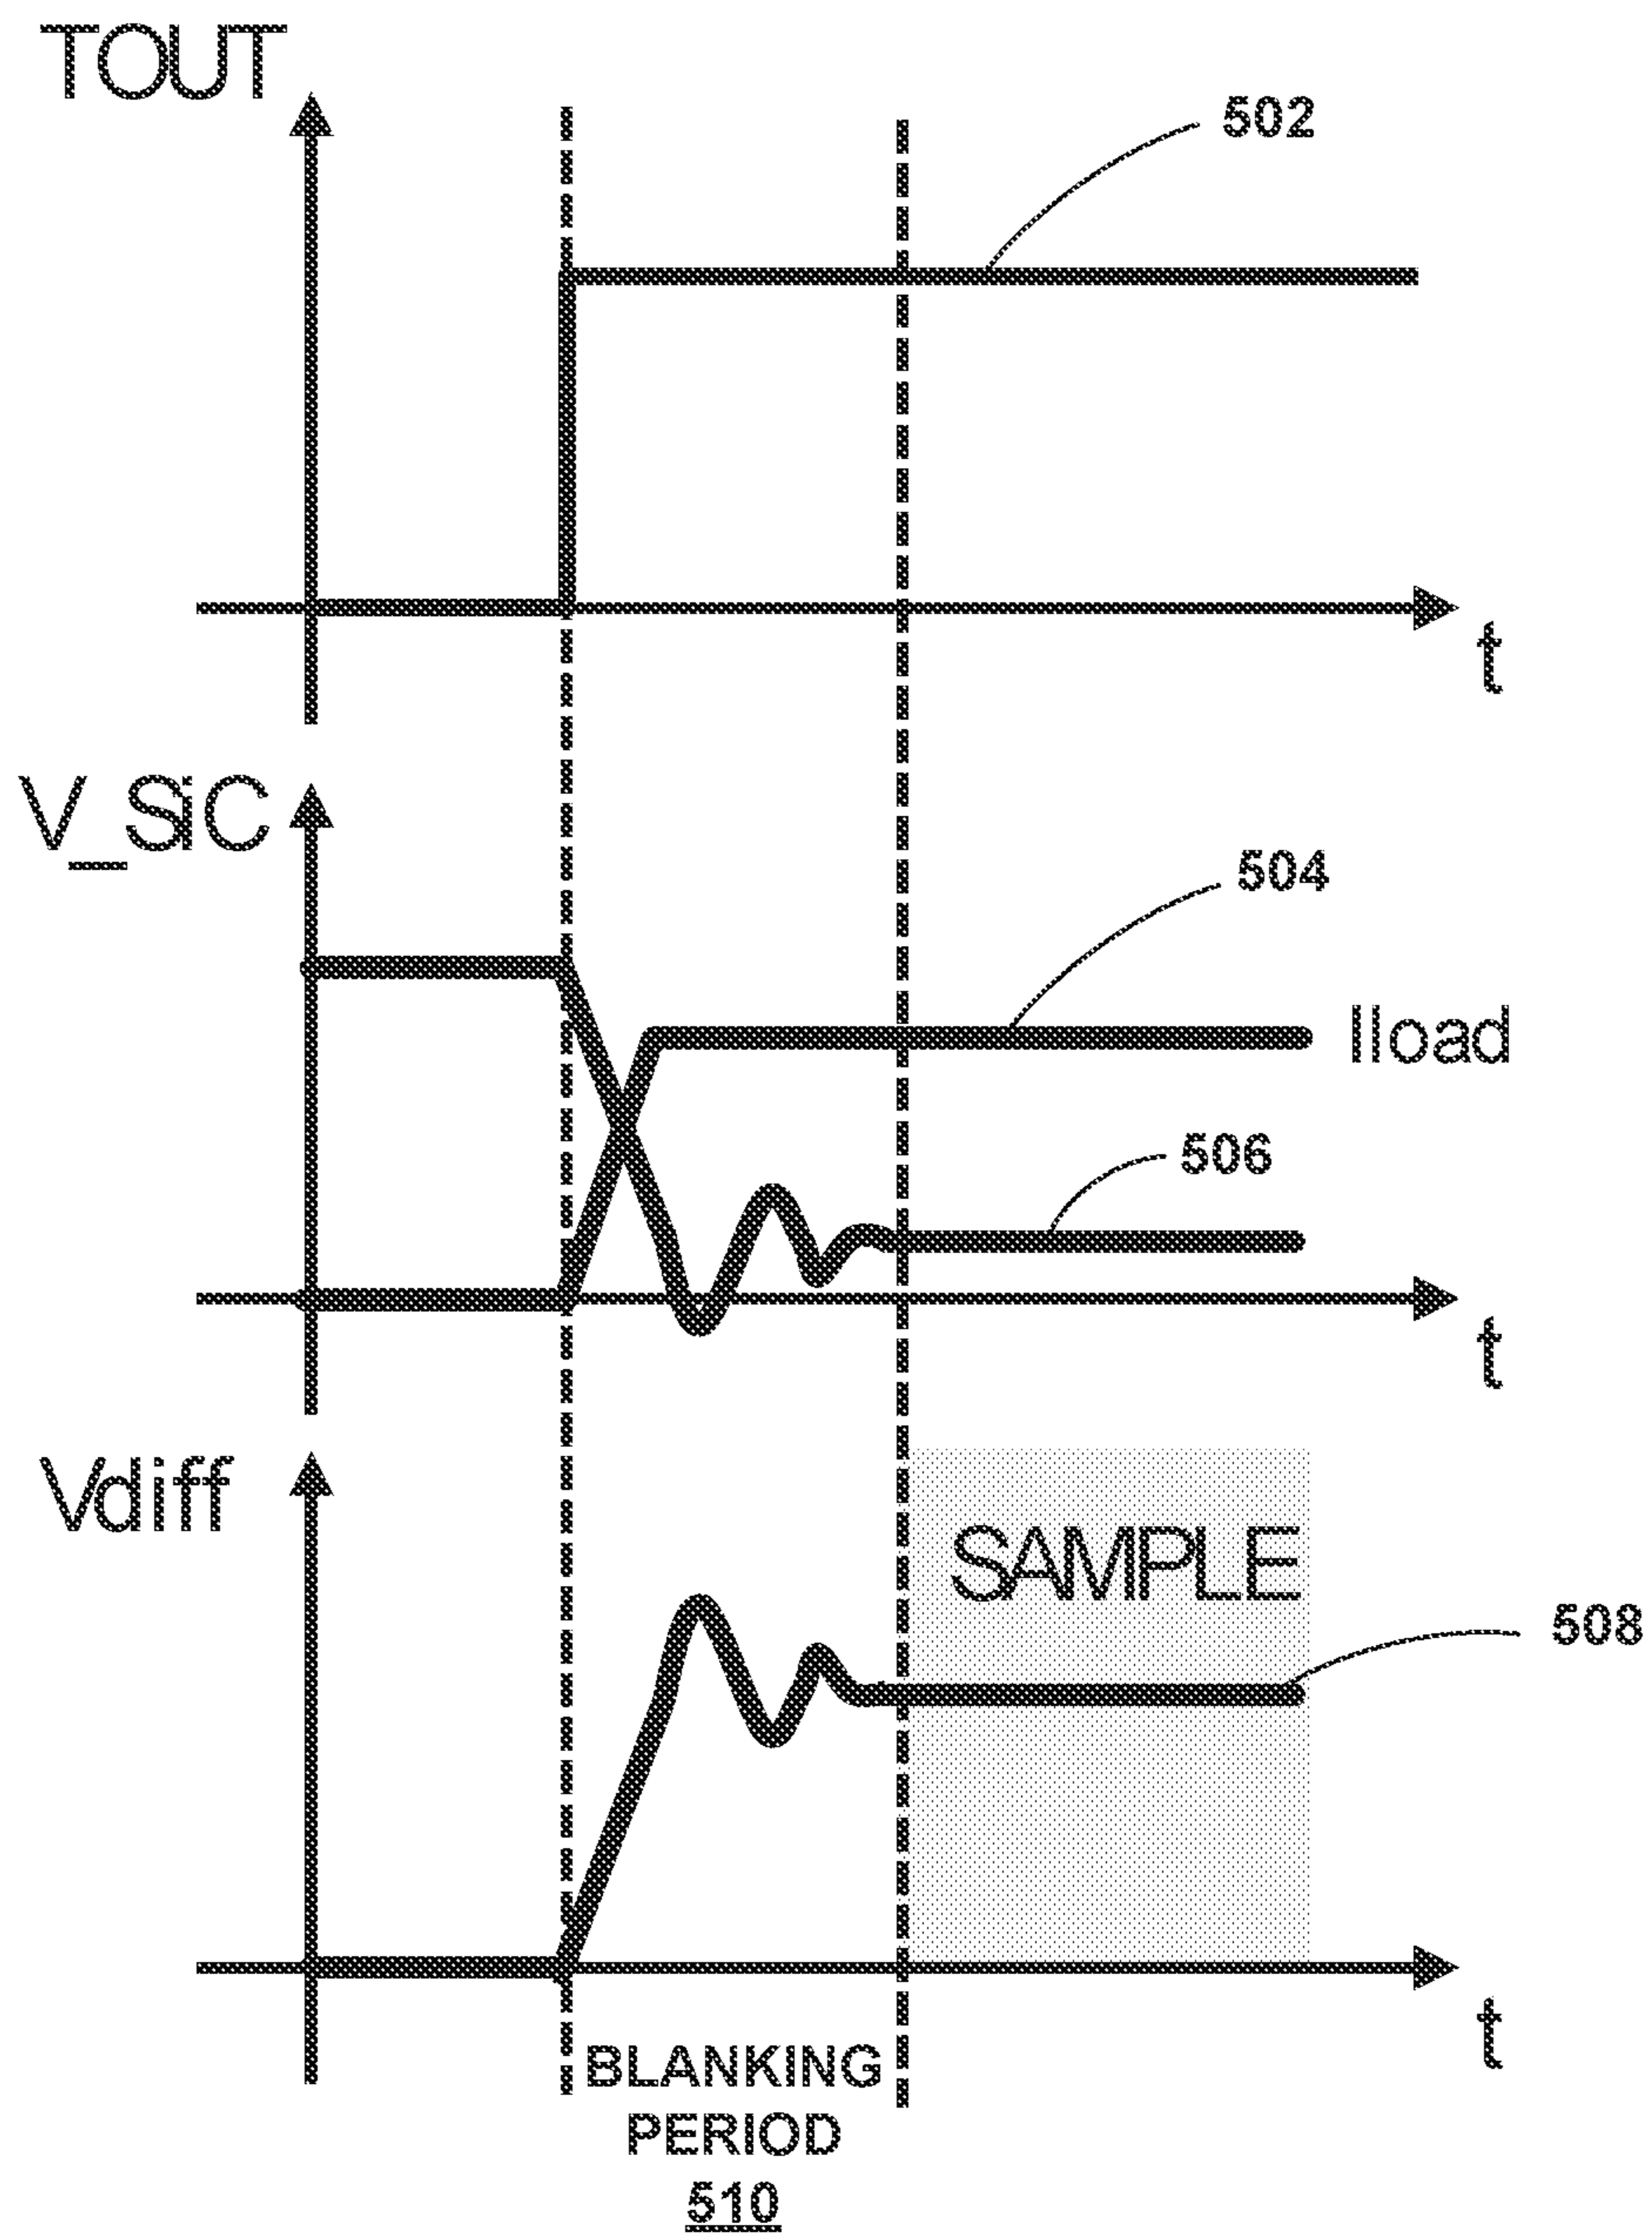 TOUT
502
t
V_SiC
504
Iload
506
t
Vdiff
SAMPLE
508
t
BLANKING
PERIOD
510